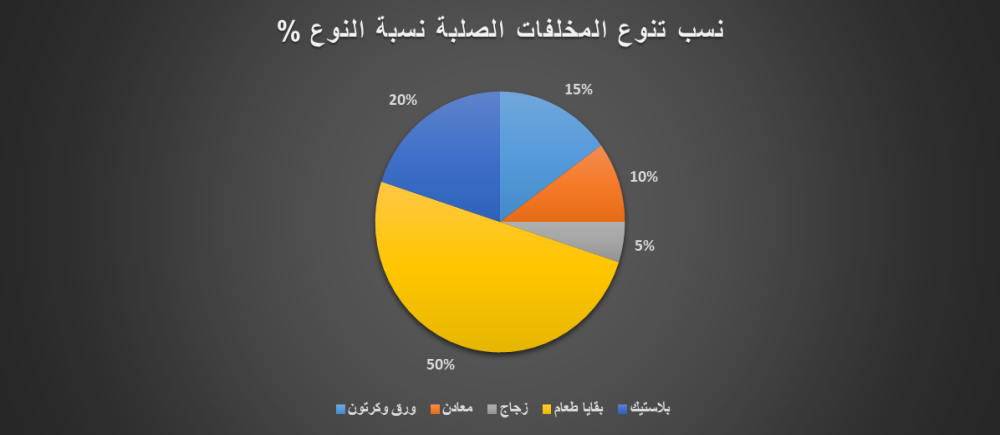 نسب تنوع المخلفات الصلبة نسبة النوع %
15%
20%
10%
5%
50%
ورق وكرتون معادن زجاج بقايا طعام بلاستيك